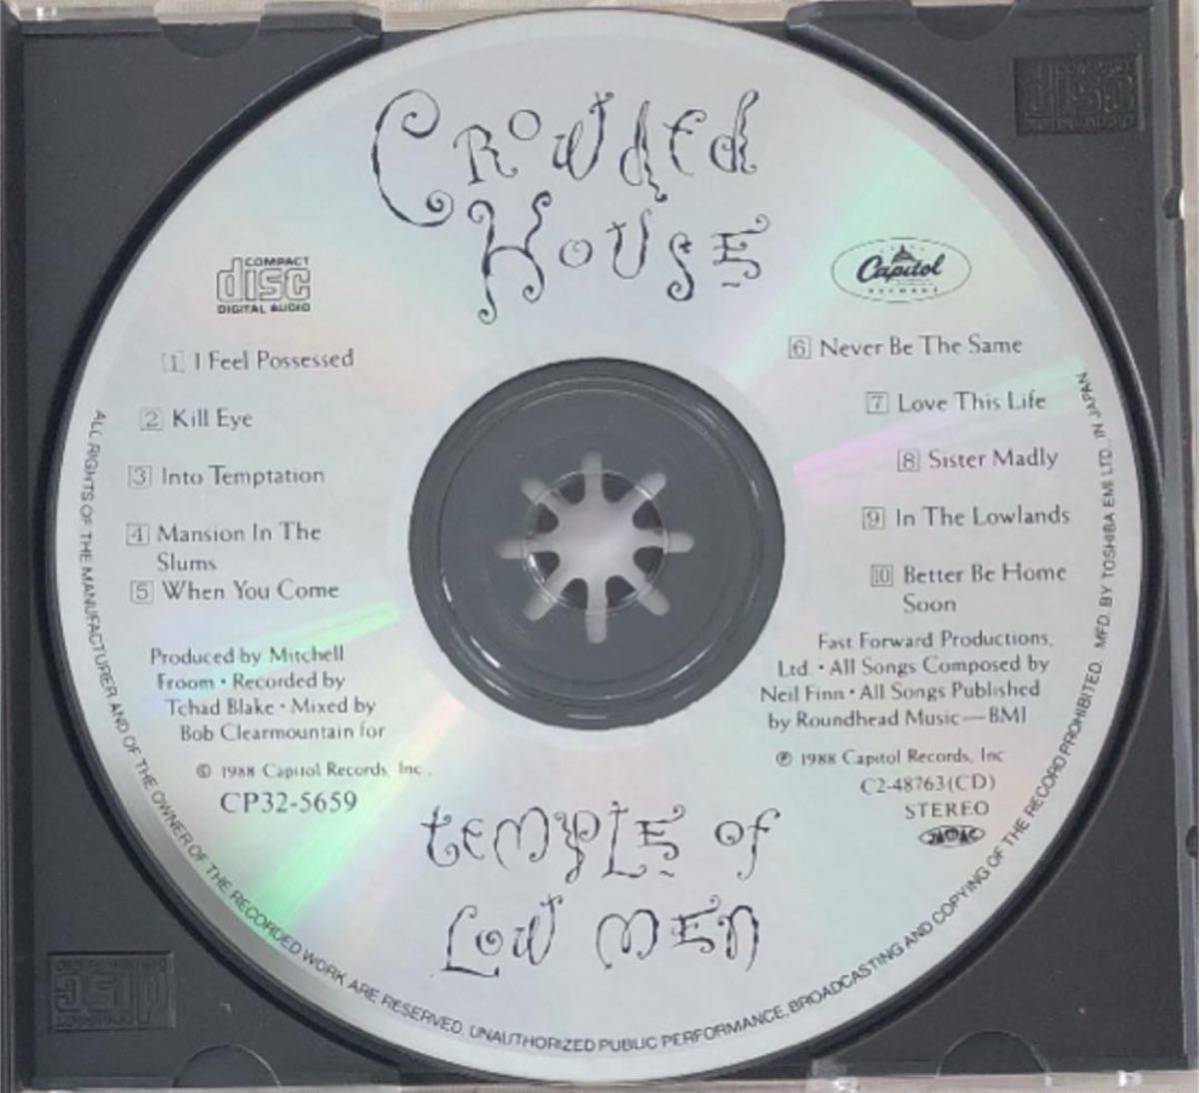 Crowded
House
COMPACT
disc
DIGITAL AUDIO
Capitol
RECORDS
1 I Feel Possessed
2 Kill Eye
3 Into Temptation
4 Mansion In The
Slums
5 When You Come
6 Never Be The Same
7 Love This Life
8 Sister Madly
9 In The Lowlands
10 Better Be Home
Soon
Produced by Mitchell
Froom • Recorded by
Tchad Blake • Mixed by
Bob Clearmountain for
Fast Forward Productions,
Ltd • All Songs Composed by
Neil Finn • All Songs Published
by Roundhead Music—BMI
© 1988 Capitol Records, Inc.
CP32-5659
℗ 1988 Capitol Records, Inc
C2-48763(CD)
STEREO
temple of
Low men
ALL RIGHTS OF THE MANUFACTURER AND OF THE OWNER OF THE RECORDED WORK ARE RESERVED. UNAUTHORIZED PUBLIC PERFORMANCE, BROADCASTING AND COPYING OF THE RECORD PROHIBITED. MFD. BY TOSHIBA EMI LTD., IN JAPAN
COMPACT
disc
DIGITAL AUDIO
disc